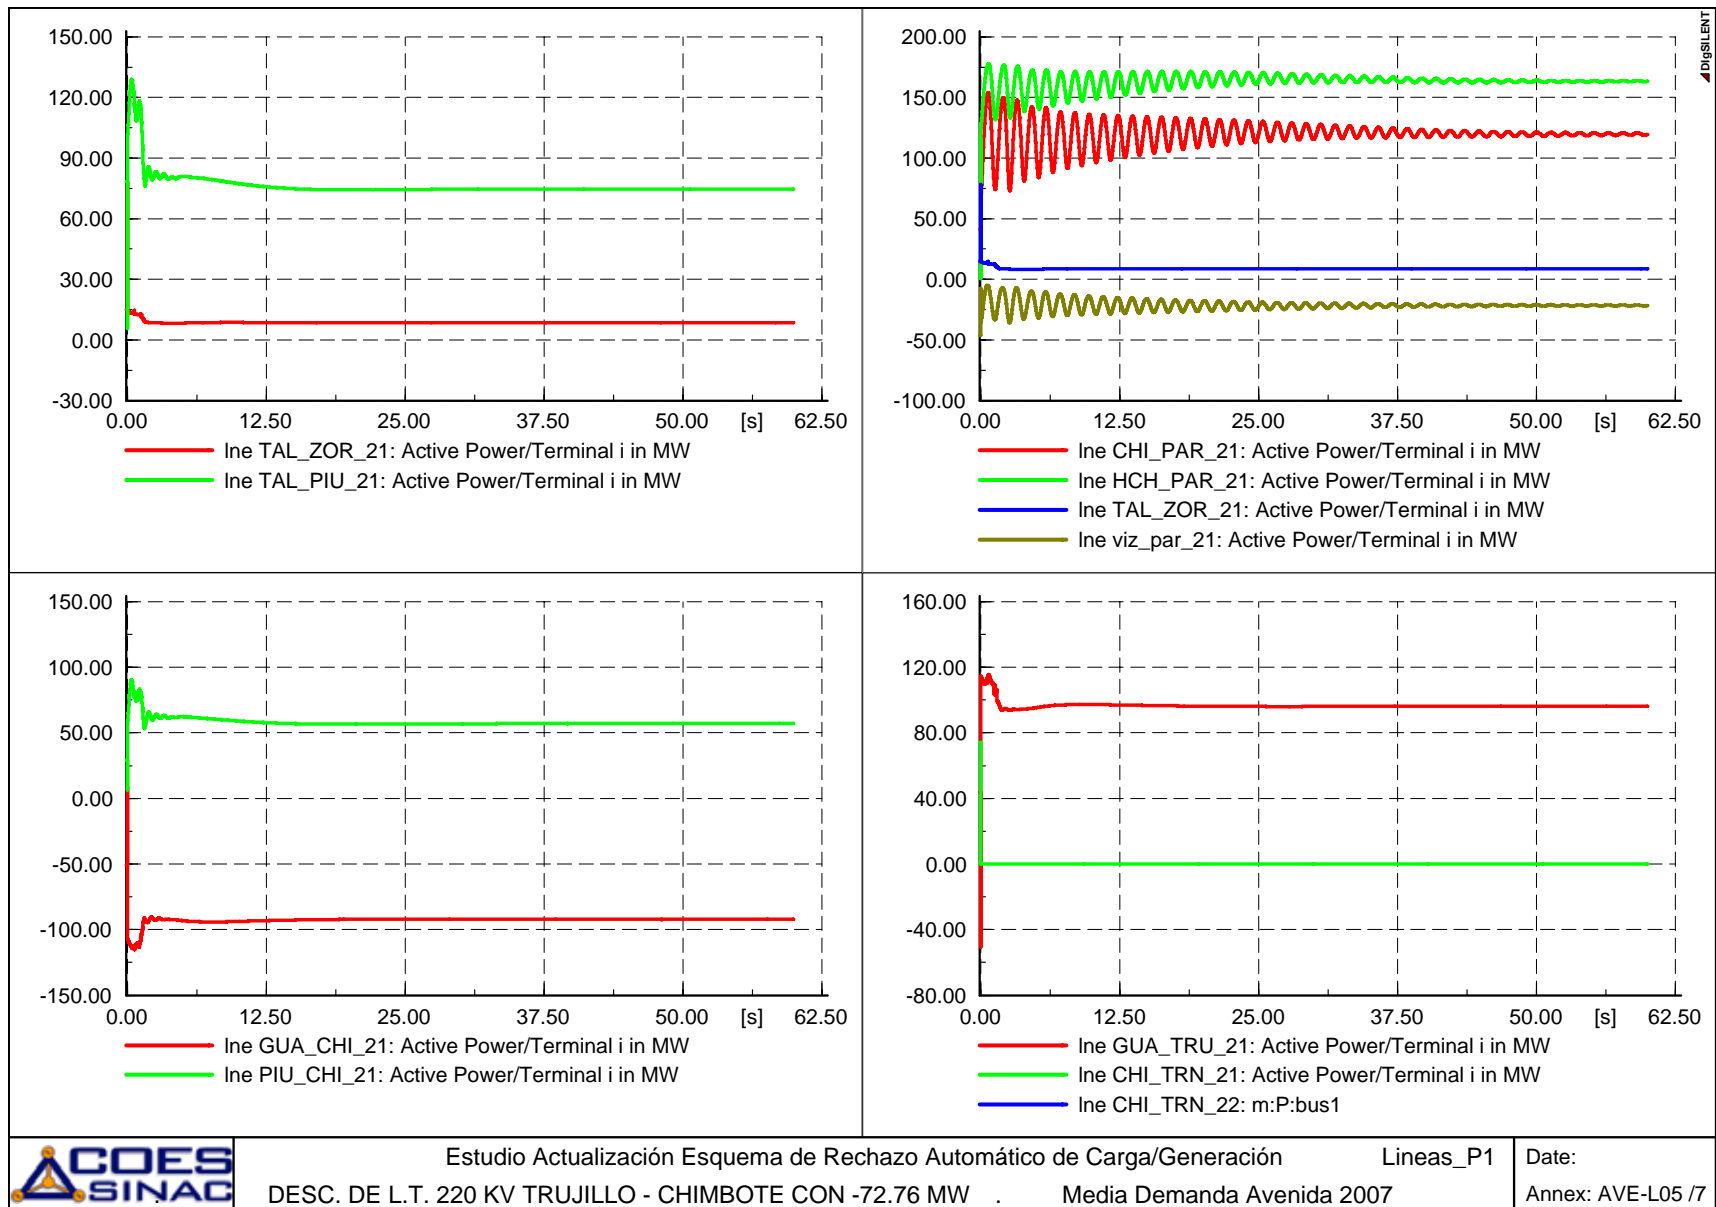 DIgSILENT
150.00
120.00
90.00
60.00
30.00
0.00
-30.00
0.00 12.50 25.00 37.50 50.00 [s] 62.50
lne TAL_ZOR_21: Active Power/Terminal i in MW
lne TAL_PIU_21: Active Power/Terminal i in MW
200.00
150.00
100.00
50.00
0.00
-50.00
-100.00
0.00 12.50 25.00 37.50 50.00 [s] 62.50
lne CHI_PAR_21: Active Power/Terminal i in MW
lne HCH_PAR_21: Active Power/Terminal i in MW
lne TAL_ZOR_21: Active Power/Terminal i in MW
lne viz_par_21: Active Power/Terminal i in MW
150.00
100.00
50.00
0.00
-50.00
-100.00
-150.00
0.00 12.50 25.00 37.50 50.00 [s] 62.50
lne GUA_CHI_21: Active Power/Terminal i in MW
lne PIU_CHI_21: Active Power/Terminal i in MW
160.00
120.00
80.00
40.00
0.00
-40.00
-80.00
0.00 12.50 25.00 37.50 50.00 [s] 62.50
lne GUA_TRU_21: Active Power/Terminal i in MW
lne CHI_TRN_21: Active Power/Terminal i in MW
lne CHI_TRN_22: m:P:bus1
COES
SINAC
Estudio Actualización Esquema de Rechazo Automático de Carga/Generación Lineas_P1
DESC. DE L.T. 220 KV TRUJILLO - CHIMBOTE CON -72.76 MW . Media Demanda Avenida 2007
Date:
Annex: AVE-L05 /7